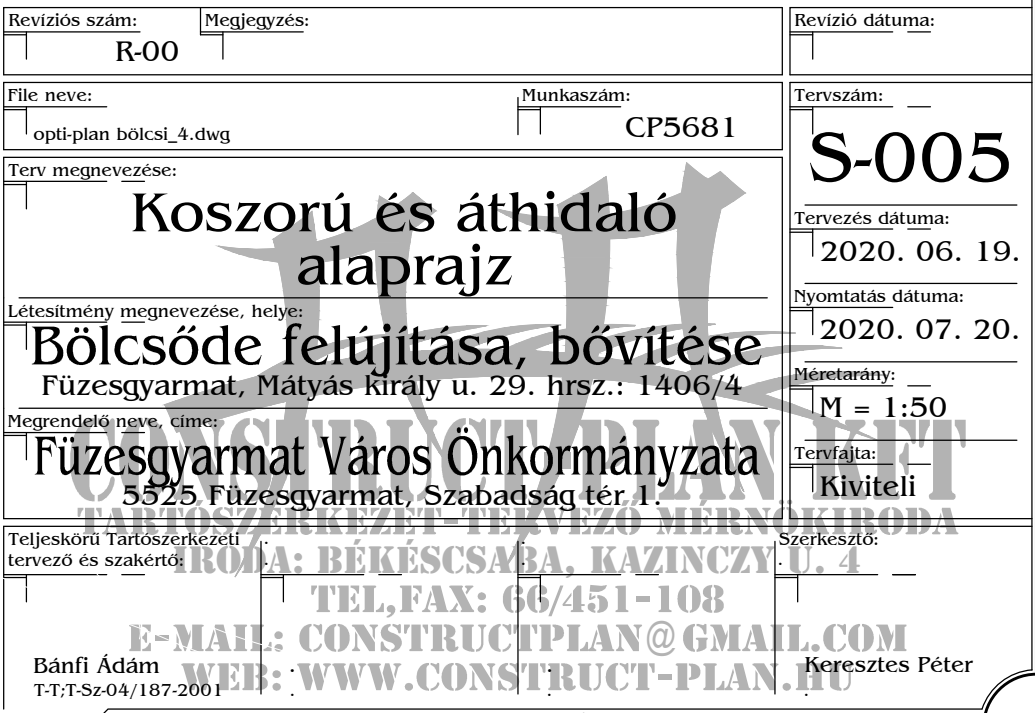 Revíziós szám:
R-00
Megjegyzés:
Revízió dátuma:
File neve:
opti-plan bölcsi_4.dwg
Munkaszám:
CP5681
Tervszám:
S-005
Terv megnevezése:
Koszorú és áthidaló
alaprajz
Tervezés dátuma:
2020. 06. 19.
Nyomtatás dátuma:
2020. 07. 20.
Létesítmény megnevezése, helye:
Bölcsőde felújítása, bővítése
Füzesgyarmat, Mátyás király u. 29. hrsz.: 1406/4
Méretarány:
M = 1:50
Megrendelő neve, címe:
Füzesgyarmat Város Önkormányzata
5525 Füzesgyarmat, Szabadság tér 1.
Tervfajta:
Kiviteli
CONSTRUCT-PLAN KFT
TARTÓSZERKEZET-TERVEZŐ MÉRNÖKIRODA
IRODA: BÉKÉSCSABA, KAZINCZY U. 4
TEL,FAX: 66/451-108
E-MAIL: CONSTRUCTPLAN@GMAIL.COM
WEB: WWW.CONSTRUCT-PLAN.HU
Teljeskörű Tartószerkezeti
tervező és szakértő:
Bánfi Ádám
T-T;T-Sz-04/187-2001
Szerkesztő:
Keresztes Péter